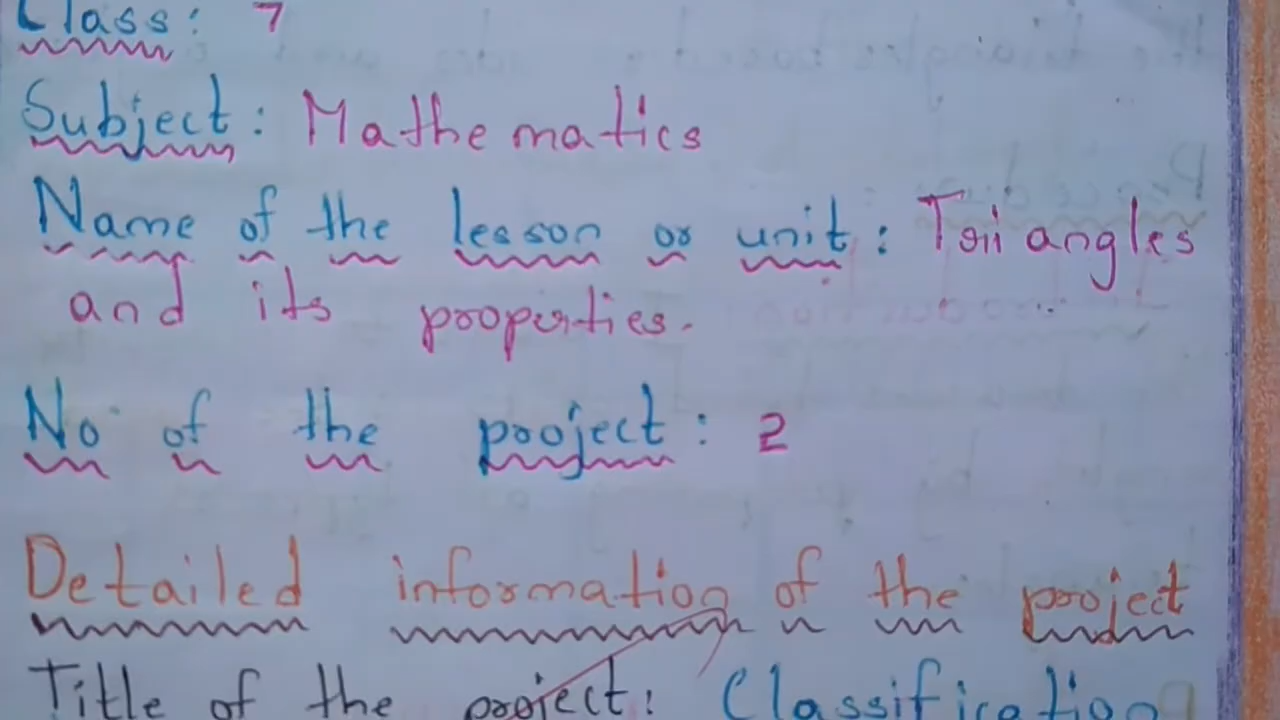 Class: 7
Subject: Mathematics
Name of the lesson or unit: Triangles
and its properties.
No of the project: 2
Detailed information of the project
Title of the project: Classification